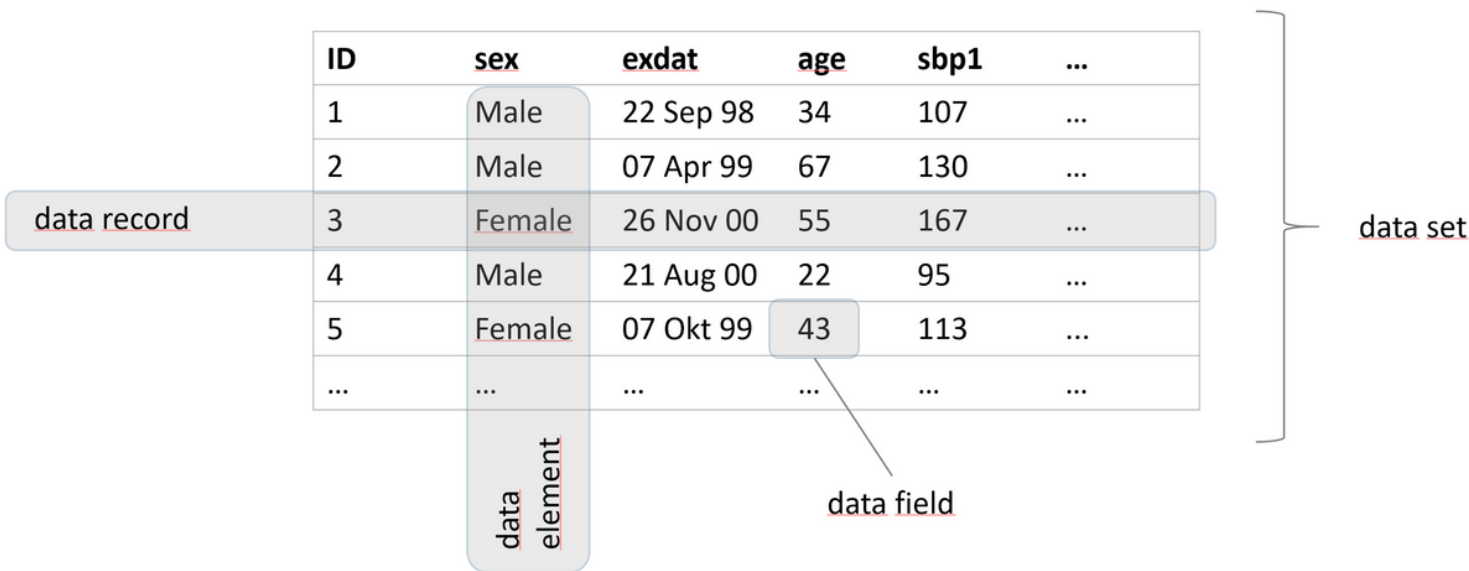 ID sex exdat age sbp1 ...
1 Male 22 Sep 98 34 107 ...
2 Male 07 Apr 99 67 130 ...
data record 3 Female 26 Nov 00 55 167 ...
data set
4 Male 21 Aug 00 22 95 ...
5 Female 07 Okt 99 43 113 ...
... ... ... ... ... ...
data
element
data field